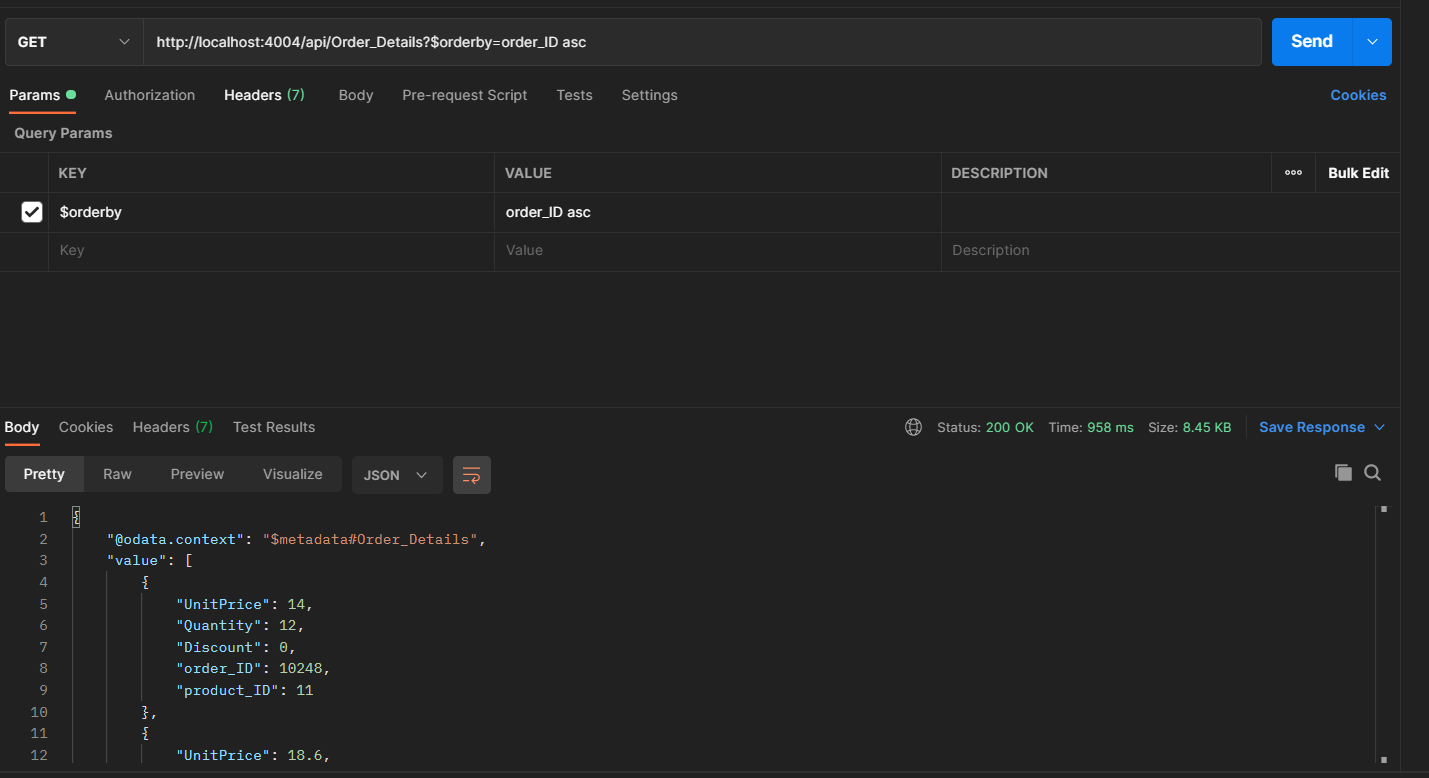 GET http://localhost:4004/api/Order_Details?$orderby=order_ID asc Send
Params Authorization Headers (7) Body Pre-request Script Tests Settings Cookies
Query Params
KEY VALUE DESCRIPTION ooo Bulk Edit
$orderby order_ID asc
Key Value Description
Body Cookies Headers (7) Test Results Status: 200 OK Time: 958 ms Size: 8.45 KB Save Response
Pretty Raw Preview Visualize JSON
1 {
2 "@odata.context": "$metadata#Order_Details",
3 "value": [
4 {
5 "UnitPrice": 14,
6 "Quantity": 12,
7 "Discount": 0,
8 "order_ID": 10248,
9 "product_ID": 11
10 },
11 {
12 "UnitPrice": 18.6,